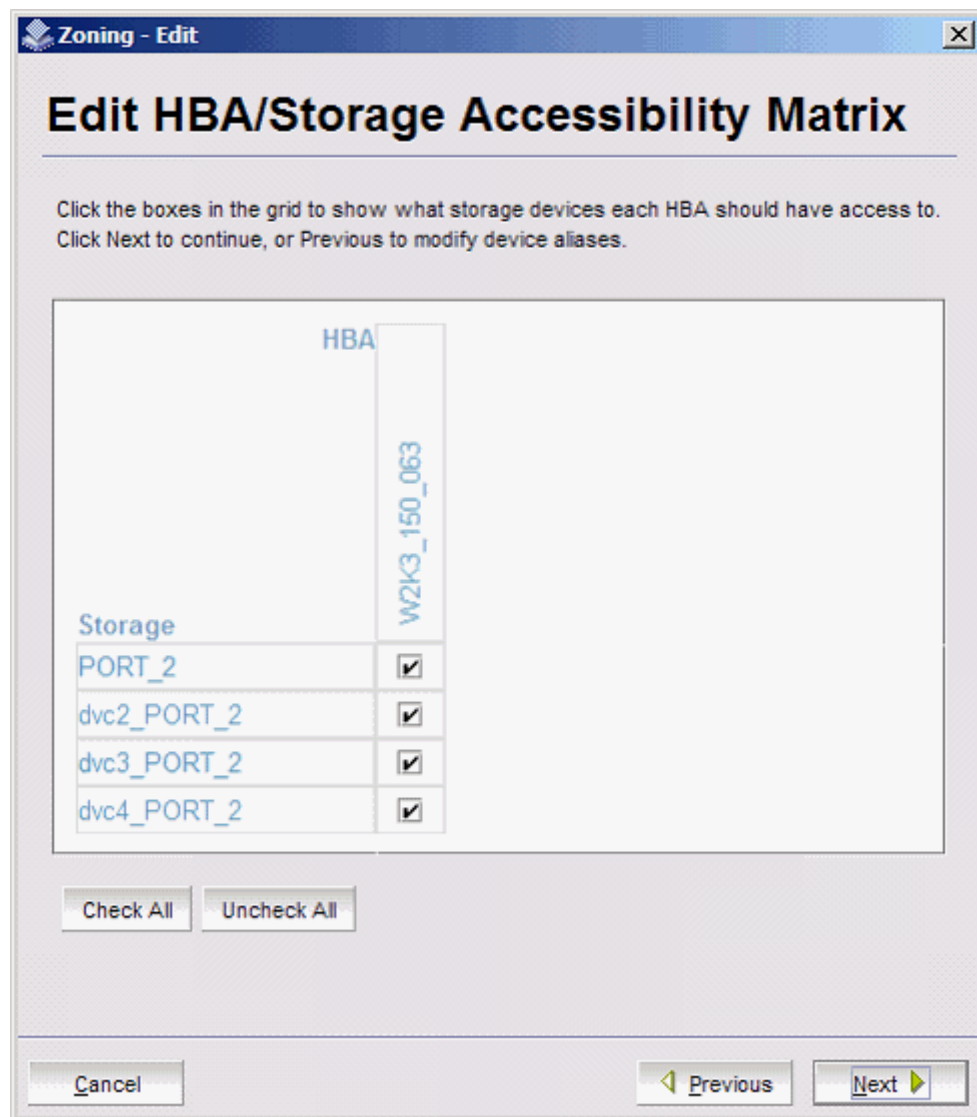 Zoning - Edit
Edit HBA/Storage Accessibility Matrix
Click the boxes in the grid to show what storage devices each HBA should have access to.
Click Next to continue, or Previous to modify device aliases.
HBA
W2K3_150_063
Storage
PORT_2
dvc2_PORT_2
dvc3_PORT_2
dvc4_PORT_2
Check All Uncheck All
Cancel Previous Next